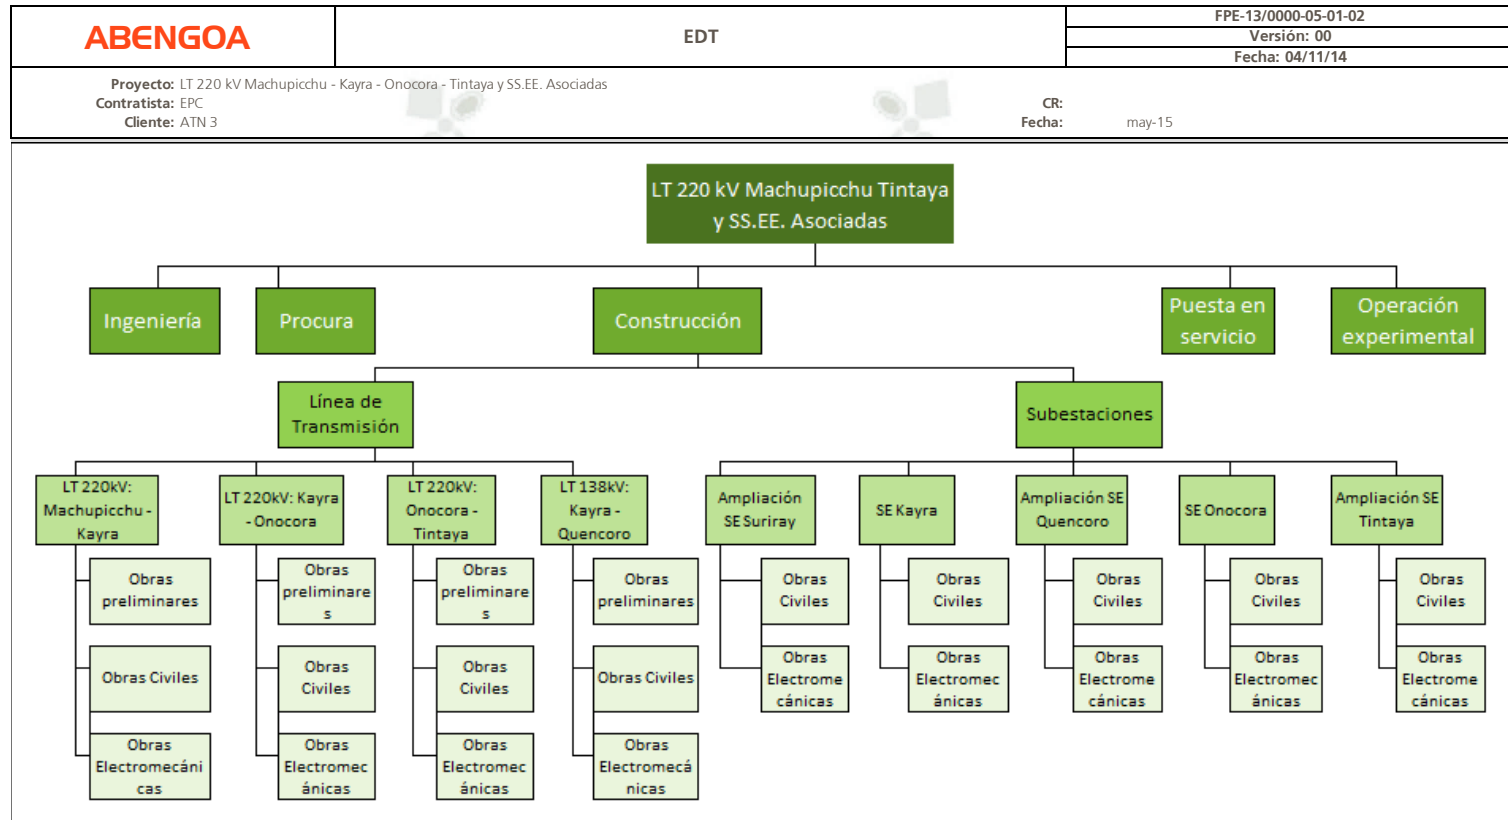 ABENGOA
EDT
FPE-13/0000-05-01-02
Versión: 00
Fecha: 04/11/14
Proyecto: LT 220 kV Machupicchu - Kayra - Onocora - Tintaya y SS.EE. Asociadas
Contratista: EPC
CR:
Cliente: ATN 3
Fecha: may-15
LT 220 kV Machupicchu Tintaya
y SS.EE. Asociadas
Ingeniería
Procura
Construcción
Puesta en
servicio
Operación
experimental
Línea de
Transmisión
Subestaciones
LT 220kV:
Machupicchu -
Kayra
LT 220kV: Kayra
- Onocora
LT 220kV:
Onocora -
Tintaya
LT 138kV:
Kayra -
Quencoro
Ampliación
SE Suriray
SE Kayra
Ampliación SE
Quencoro
SE Onocora
Ampliación SE
Tintaya
Obras
preliminares
Obras
preliminare
s
Obras
preliminare
s
Obras
preliminares
Obras
Civiles
Obras
Civiles
Obras
Civiles
Obras
Civiles
Obras
Civiles
Obras Civiles
Obras
Civiles
Obras
Civiles
Obras Civiles
Obras
Electrome
cánicas
Obras
Electromec
ánicas
Obras
Electrome
cánicas
Obras
Electromec
ánicas
Obras
Electrome
cánicas
Obras
Electromecáni
cas
Obras
Electromec
ánicas
Obras
Electromec
ánicas
Obras
Electromecá
nicas